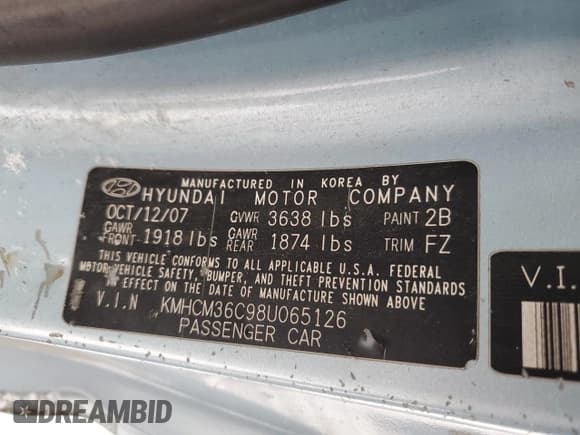 MANUFACTURED IN KOREA BY
HYUNDAI MOTOR COMPANY
OCT/12/07 GVWR 3638 lbs PAINT 2B
GAWR FRONT 1918 lbs GAWR REAR 1874 lbs TRIM FZ
THIS VEHICLE CONFORMS TO ALL APPLICABLE U.S.A. FEDERAL
MOTOR VEHICLE SAFETY, BUMPER, AND THEFT PREVENTION STANDARDS
IN EFFECT ON THE DATE OF MANUFACTURE SHOWN ABOVE.
V.I.N KMHCM36C98U065126
PASSENGER CAR
V.I.
DREAMBID